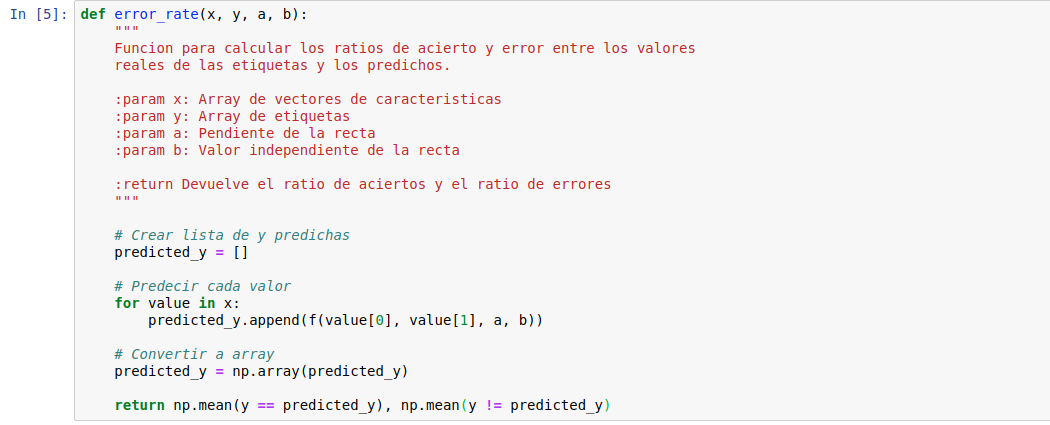 In [5]: def error_rate(x, y, a, b):
"""
Funcion para calcular los ratios de acierto y error entre los valores
reales de las etiquetas y los predichos.
:param x: Array de vectores de caracteristicas
:param y: Array de etiquetas
:param a: Pendiente de la recta
:param b: Valor independiente de la recta
:return Devuelve el ratio de aciertos y el ratio de errores
"""
# Crear lista de y predichas
predicted_y = []
# Predecir cada valor
for value in x:
predicted_y.append(f(value[0], value[1], a, b))
# Convertir a array
predicted_y = np.array(predicted_y)
return np.mean(y == predicted_y), np.mean(y != predicted_y)